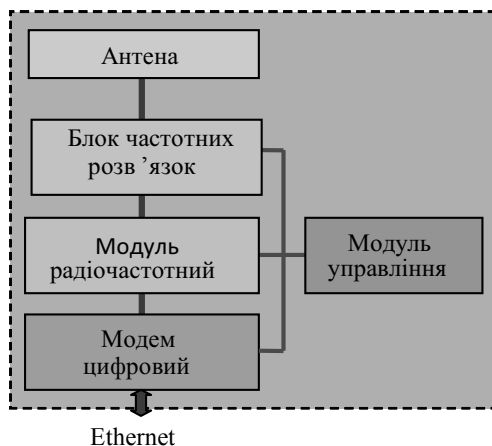 Антена
Блок частотних
розв ’язок
Модуль
радіочастотний
Модуль
управління
Модем
цифровий
Ethernet